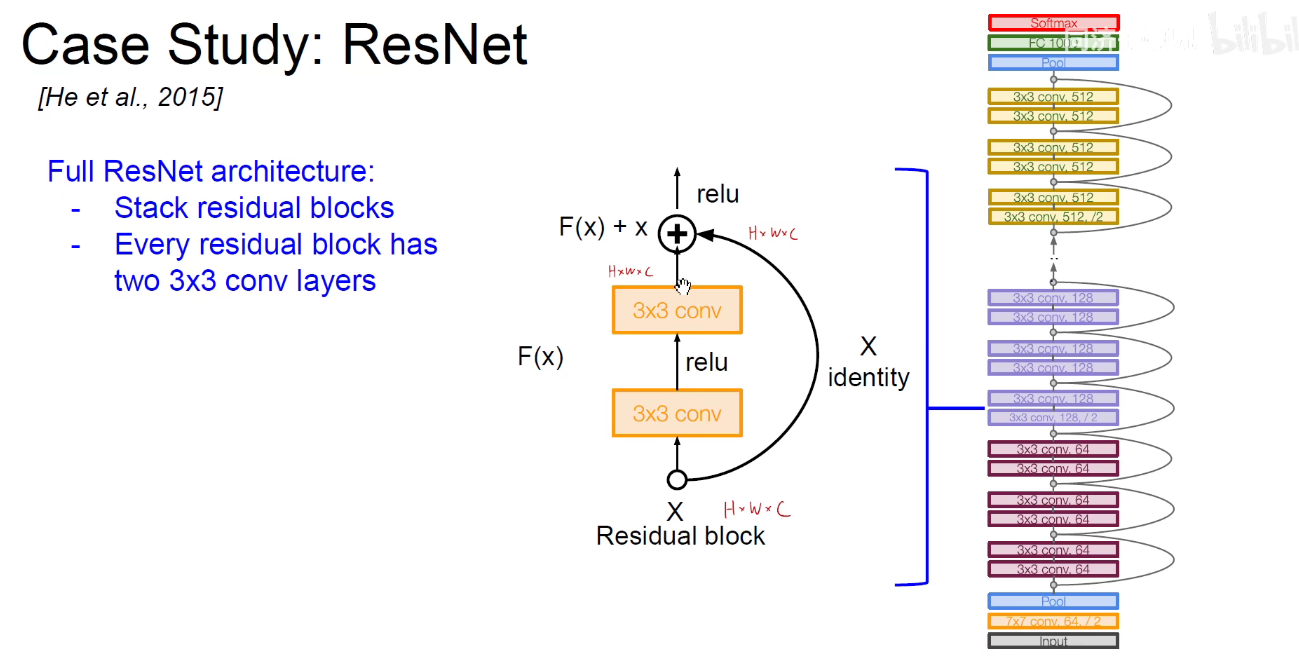 Case Study: ResNet
[He et al., 2015]
Full ResNet architecture:
- Stack residual blocks
- Every residual block has
two 3x3 conv layers
relu
F(x) + x
H×W×C
H×W×C
3x3 conv
F(x)
relu
X
identity
3x3 conv
X
H×W×C
Residual block
Softmax
FC 1000
Pool
3x3 conv, 512
3x3 conv, 512
3x3 conv, 512
3x3 conv, 512
3x3 conv, 512
3x3 conv, 512, /2
..
3x3 conv, 128
3x3 conv, 128
3x3 conv, 128
3x3 conv, 128
3x3 conv, 128
3x3 conv, 128, / 2
3x3 conv, 64
3x3 conv, 64
3x3 conv, 64
3x3 conv, 64
3x3 conv, 64
3x3 conv, 64
Pool
7x7 conv, 64, / 2
Input
bilibili